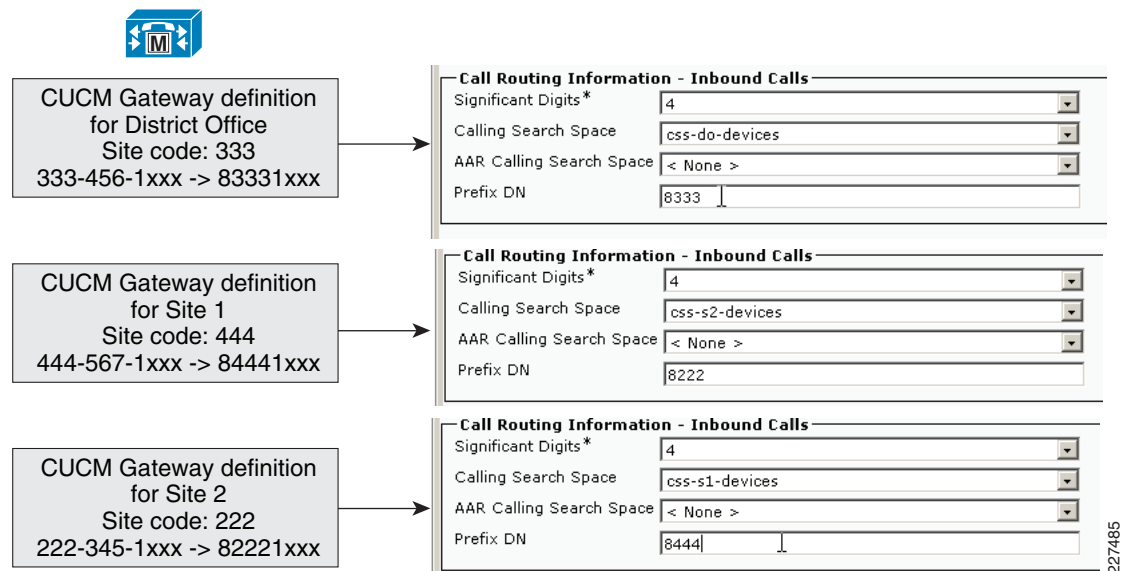 M
CUCM Gateway definition
for District Office
Site code: 333
333-456-1xxx -> 83331xxx
Call Routing Information - Inbound Calls
Significant Digits* 4
Calling Search Space css-do-devices
AAR Calling Search Space < None >
Prefix DN 8333
CUCM Gateway definition
for Site 1
Site code: 444
444-567-1xxx -> 84441xxx
Call Routing Information - Inbound Calls
Significant Digits* 4
Calling Search Space css-s2-devices
AAR Calling Search Space < None >
Prefix DN 8222
CUCM Gateway definition
for Site 2
Site code: 222
222-345-1xxx -> 82221xxx
Call Routing Information - Inbound Calls
Significant Digits* 4
Calling Search Space css-s1-devices
AAR Calling Search Space < None >
Prefix DN 8444
227485